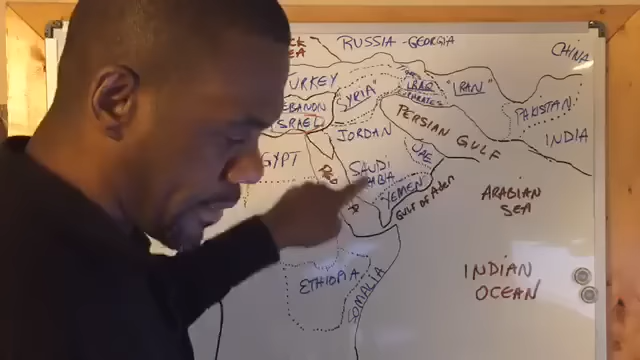 RUSSIA - GEORGIA
CHINA
TURKEY
SYRIA"
IRAQ
"IRAN"
LEBANON
ISRAEL
JORDAN
PERSIAN GULF
PAKISTAN
INDIA
EGYPT
UAE
SAUDI
YEMEN
Gulf of Aden
ARABIAN
SEA
ETHIOPIA
SOMALIA
INDIAN
OCEAN